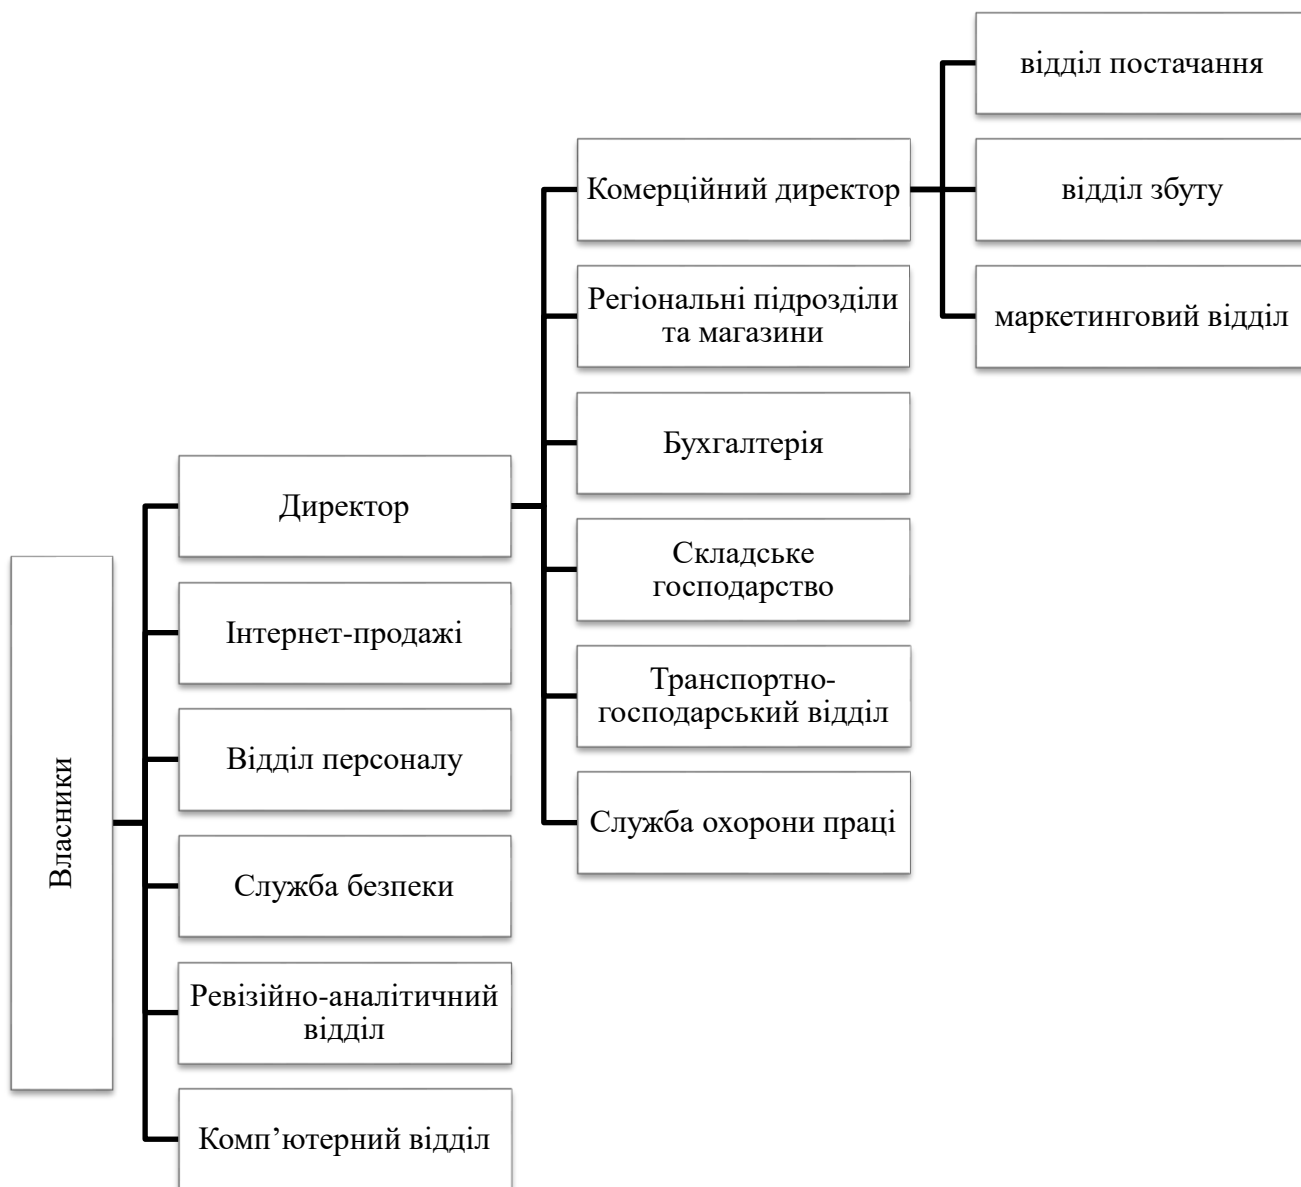 відділ постачання
Комерційний директор
відділ збуту
Регіональні підрозділи
та магазини
маркетинговий відділ
Бухгалтерія
Директор
Складське
господарство
Інтернет-продажі
Транспортно-
господарський відділ
Відділ персоналу
Власники
Служба охорони праці
Служба безпеки
Ревізійно-аналітичний
відділ
Комп’ютерний відділ